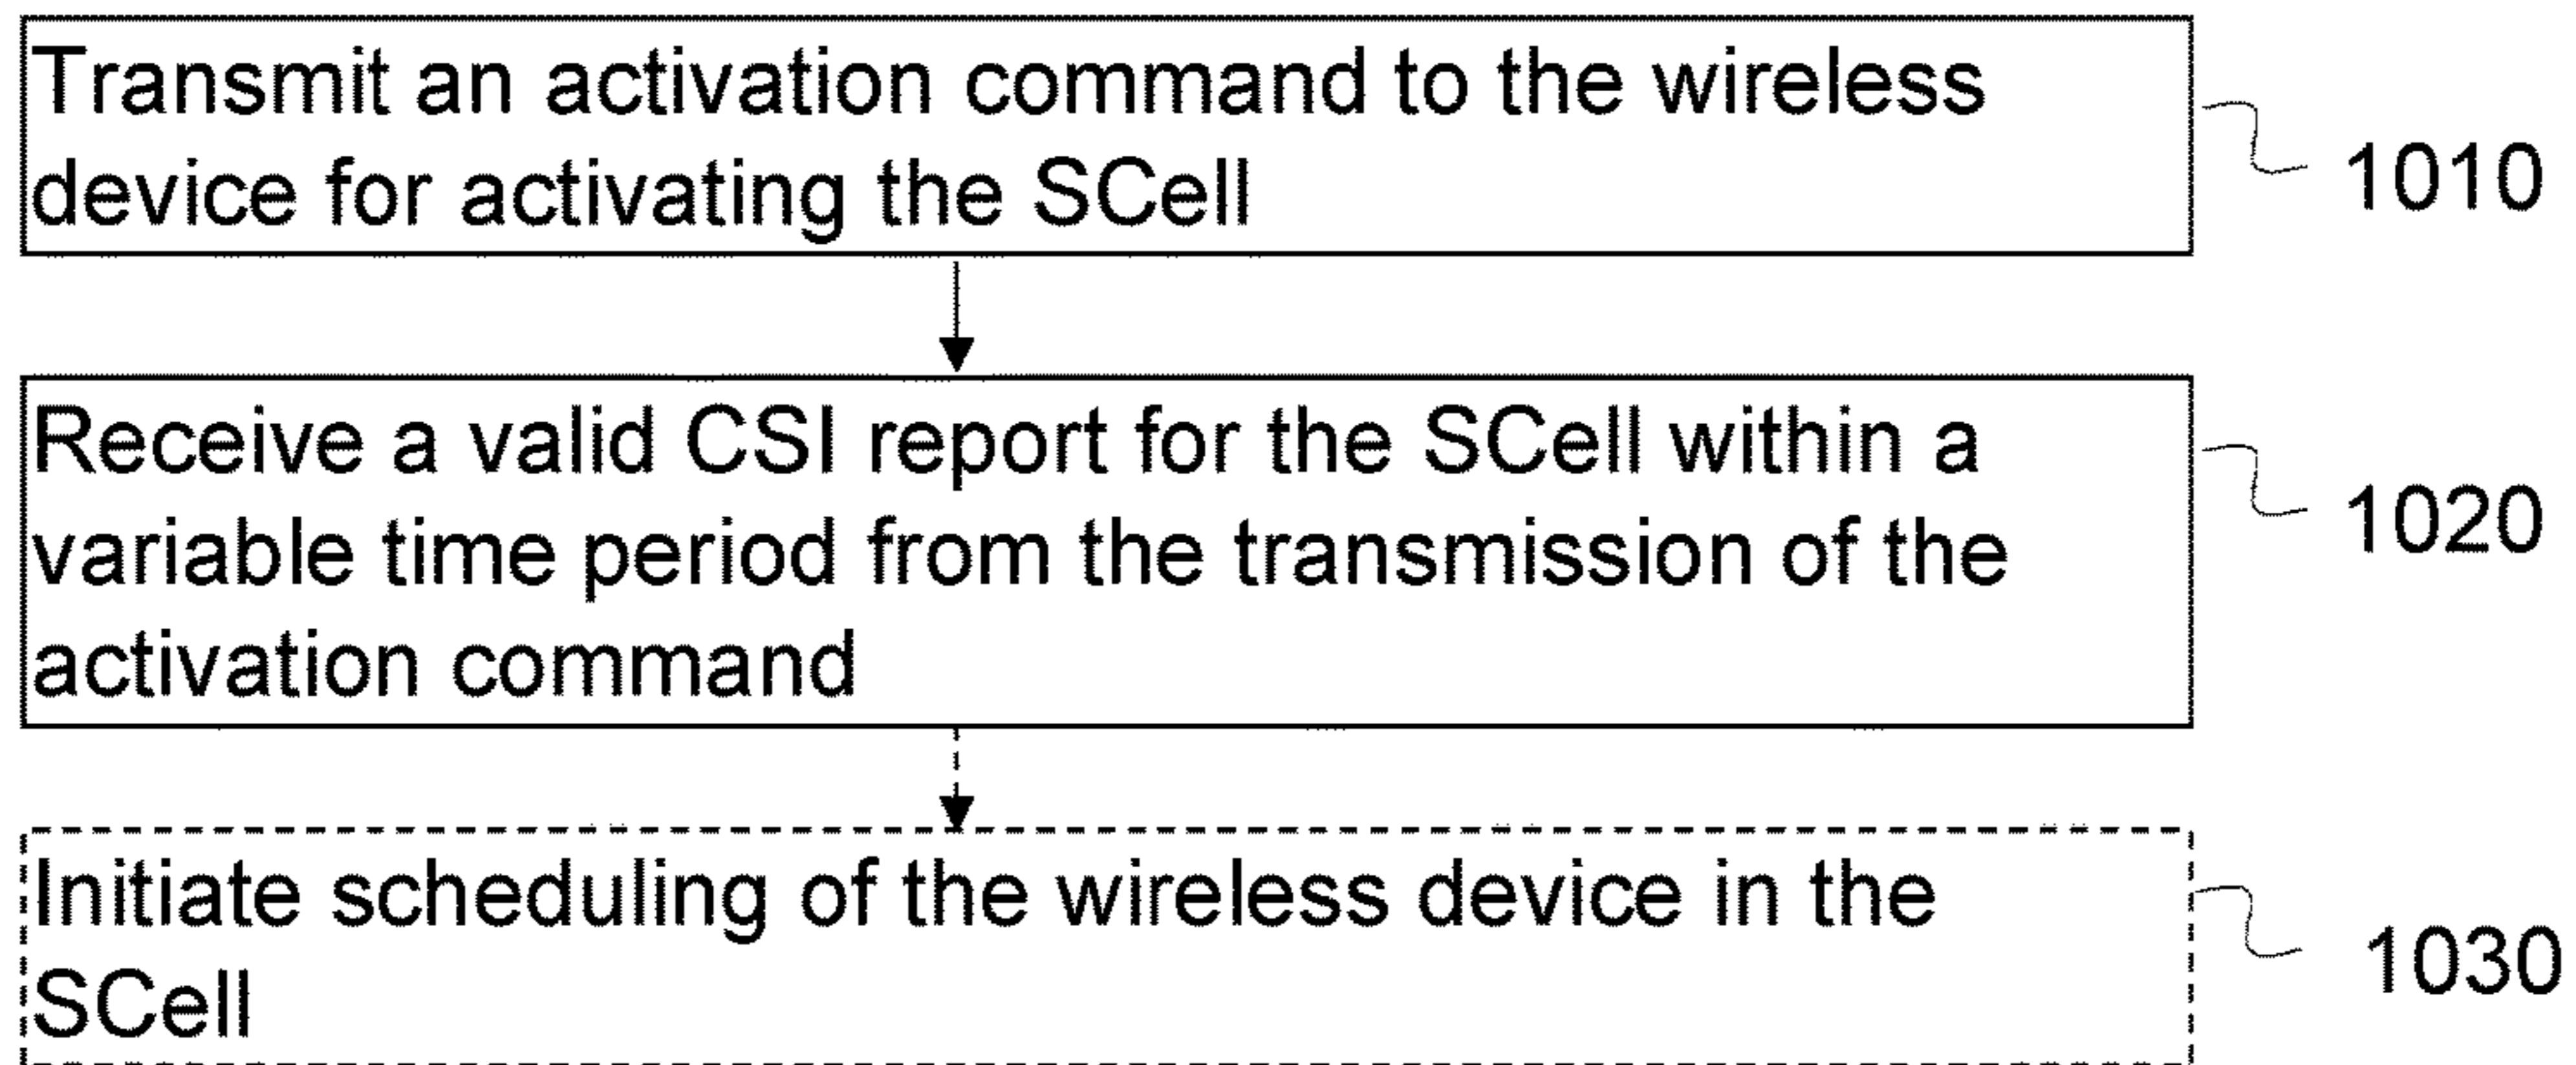 Transmit an activation command to the wireless
device for activating the SCell
1010
Receive a valid CSI report for the SCell within a
variable time period from the transmission of the
activation command
1020
Initiate scheduling of the wireless device in the
SCell
1030